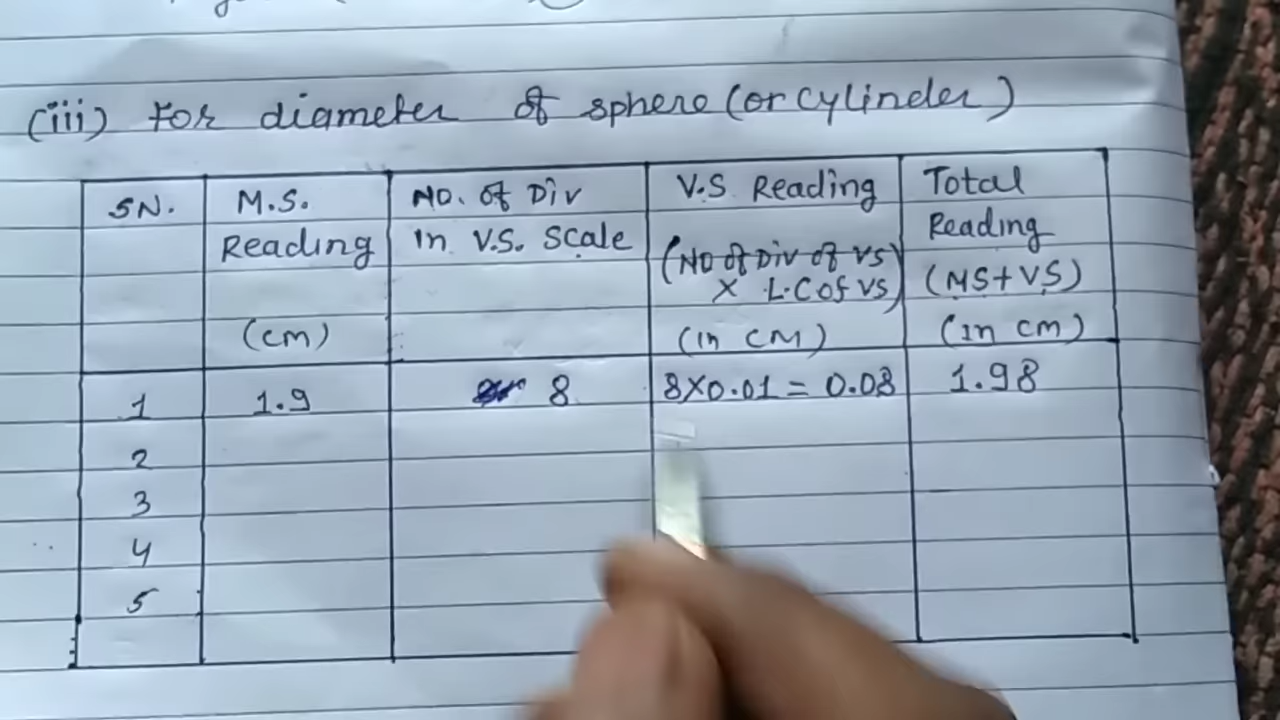 (iii) For diameter of sphere (or cylinder)
SN. M.S. Reading (cm) No. of Div In V.S. Scale V.S Reading (No of Div of VS X L.C of VS) (in CM) Total Reading (MS+VS) (in cm)
1 1.9 8 8X0.01 = 0.08 1.98
2
3
4
5